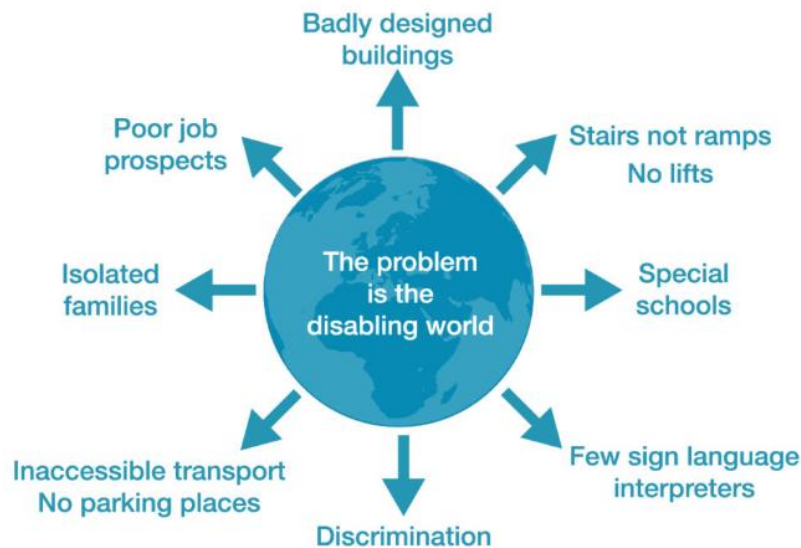 Badly designed
buildings
Stairs not ramps
No lifts
Special
schools
Few sign language
interpreters
Discrimination
Inaccessible transport
No parking places
Isolated
families
Poor job
prospects
The problem
is the
disabling world